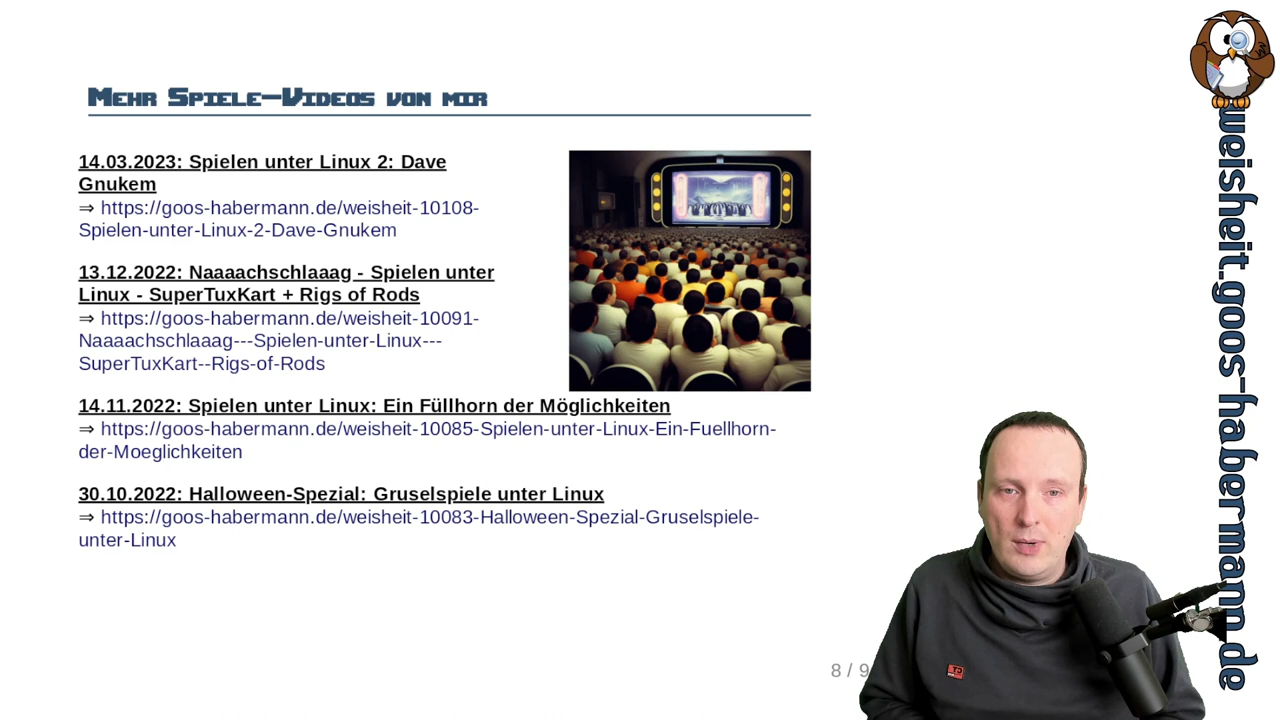 Mehr Spiele-Videos von mir
14.03.2023: Spielen unter Linux 2: Dave
Gnukem
⇒ https://goos-habermann.de/weisheit-10108-
Spielen-unter-Linux-2-Dave-Gnukem
13.12.2022: Naaaachschlaaag - Spielen unter
Linux - SuperTuxKart + Rigs of Rods
⇒ https://goos-habermann.de/weisheit-10091-
Naaaachschlaaag---Spielen-unter-Linux---
SuperTuxKart--Rigs-of-Rods
14.11.2022: Spielen unter Linux: Ein Füllhorn der Möglichkeiten
⇒ https://goos-habermann.de/weisheit-10085-Spielen-unter-Linux-Ein-Fuellhorn-
der-Moeglichkeiten
30.10.2022: Halloween-Spezial: Gruselspiele unter Linux
⇒ https://goos-habermann.de/weisheit-10083-Halloween-Spezial-Gruselspiele-
unter-Linux
8 / 9
weisheit.goos-habermann.de